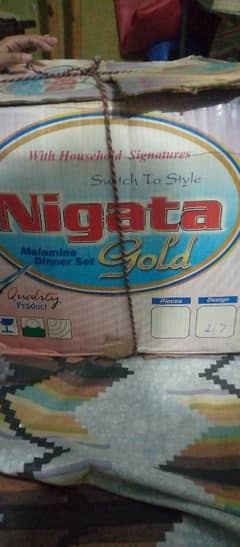 With Household Signatures
Switch To Style
Nigata
Gold
Melamine
Dinner Set
Quality
Product
Pieces
Design
27